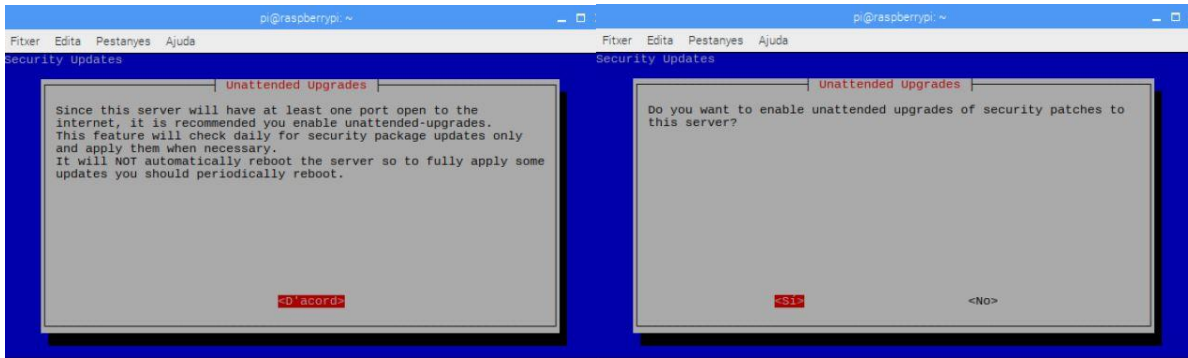 pi@raspberrypi: ~
Fitxer Edita Pestanyes Ajuda
Security Updates
Unattended Upgrades
Since this server will have at least one port open to the
internet, it is recommended you enable unattended-upgrades.
This feature will check daily for security package updates only
and apply them when necessary.
It will NOT automatically reboot the server so to fully apply some
updates you should periodically reboot.
<D'acord>
pi@raspberrypi: ~
Fitxer Edita Pestanyes Ajuda
Security Updates
Unattended Upgrades
Do you want to enable unattended upgrades of security patches to
this server?
<Sí> <No>